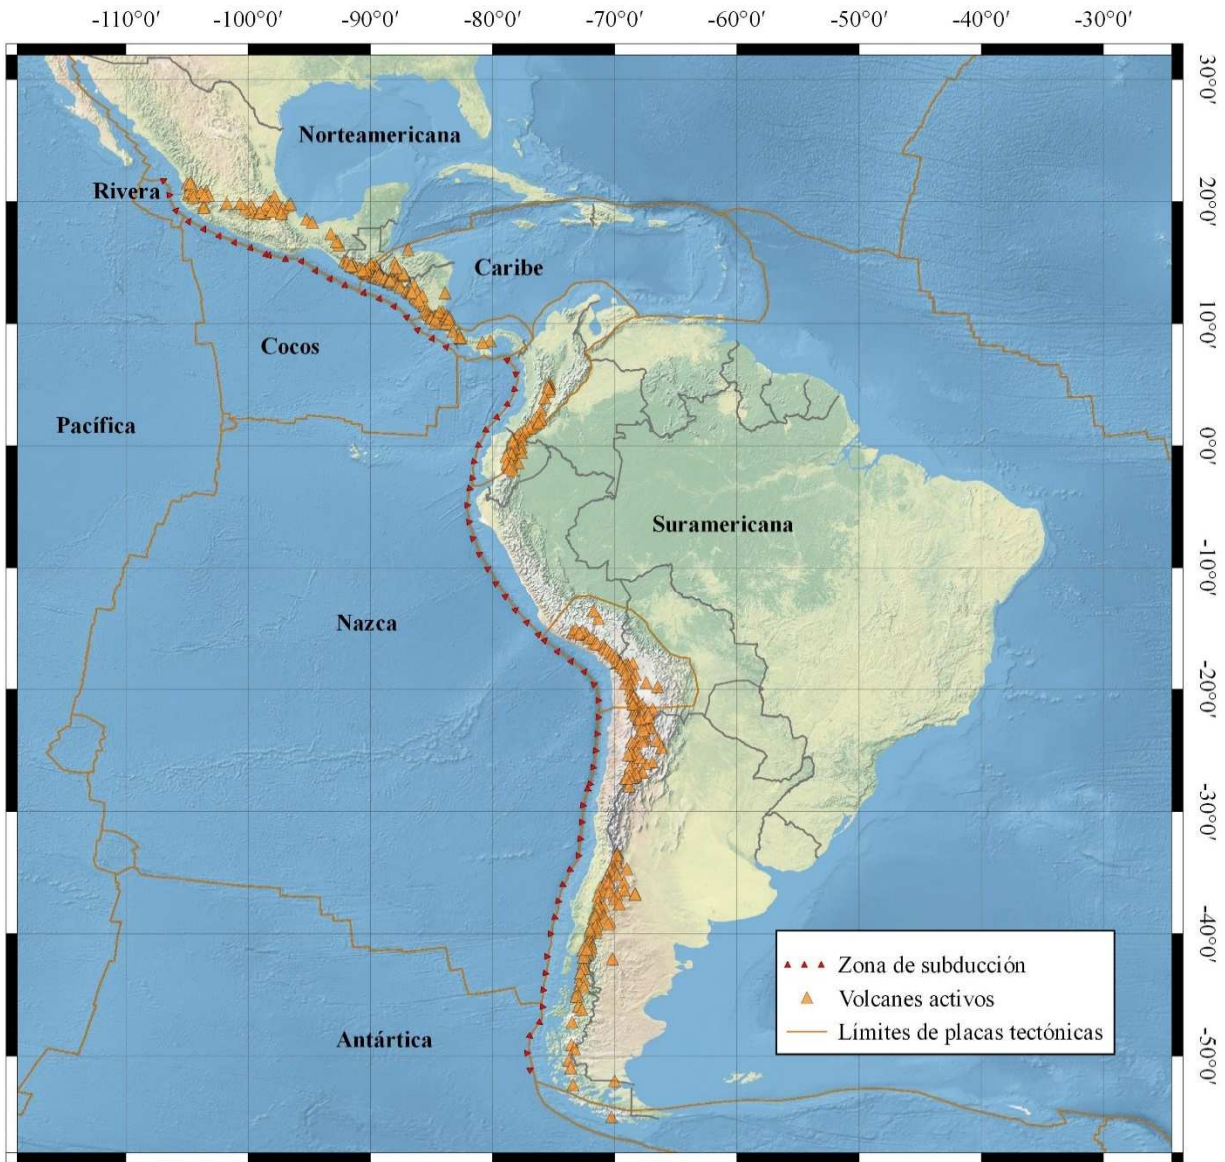 -110°0′ -100°0′ -90°0′ -80°0′ -70°0′ -60°0′ -50°0′ -40°0′ -30°0′
30°0′
Norteamericana
Rivera
20°0′
Caribe
10°0′
Cocos
Pacífica
0°0′
Suramericana
-10°0′
Nazca
-20°0′
-30°0′
-40°0′
Zona de subducción
Volcanes activos
Límites de placas tectónicas
Antártica
-50°0′